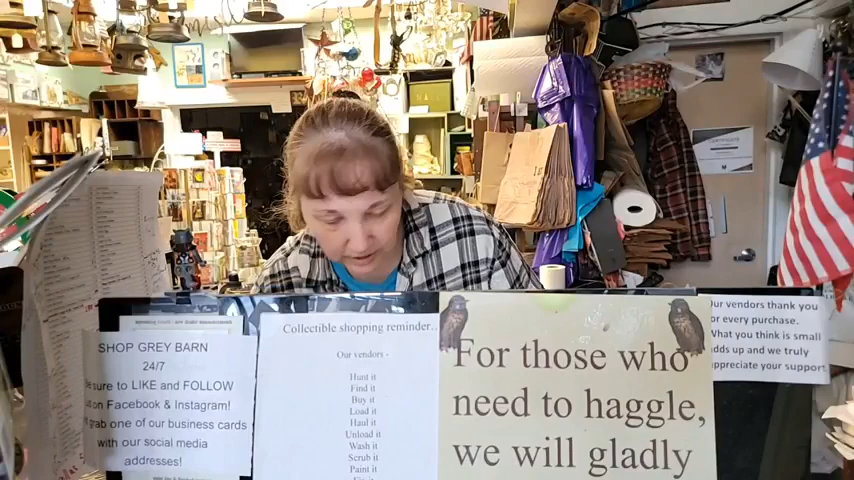 SHOP GREY BARN
24/7
sure to LIKE and FOLLOW
on Facebook & Instagram!
grab one of our business cards
with our social media
addresses!
Collectible shopping reminder...
Our vendors -
Hunt it
Find it
Buy it
Load it
Haul it
Unload it
Wash it
Scrub it
Paint it
For those who
need to haggle,
we will gladly
Our vendors thank you
for every purchase.
What you think is small
adds up and we truly
appreciate your support